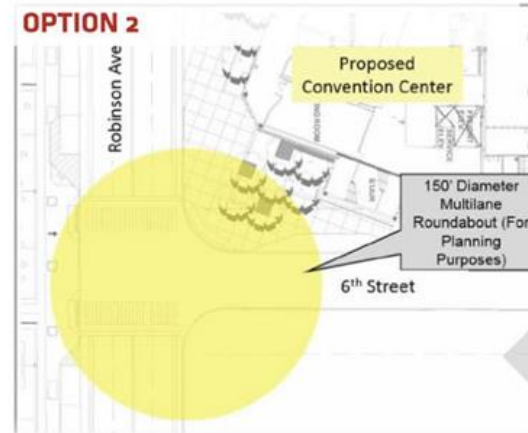 OPTION 2
Robinson Ave
Proposed
Convention Center
150' Diameter
Multilane
Roundabout (For
Planning
Purposes)
6th Street